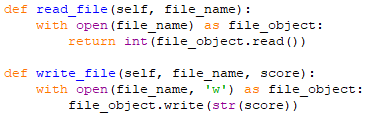 def read_file(self, file_name):
    with open(file_name) as file_object:
        return int(file_object.read())
def write_file(self, file_name, score):
    with open(file_name, 'w') as file_object:
        file_object.write(str(score))